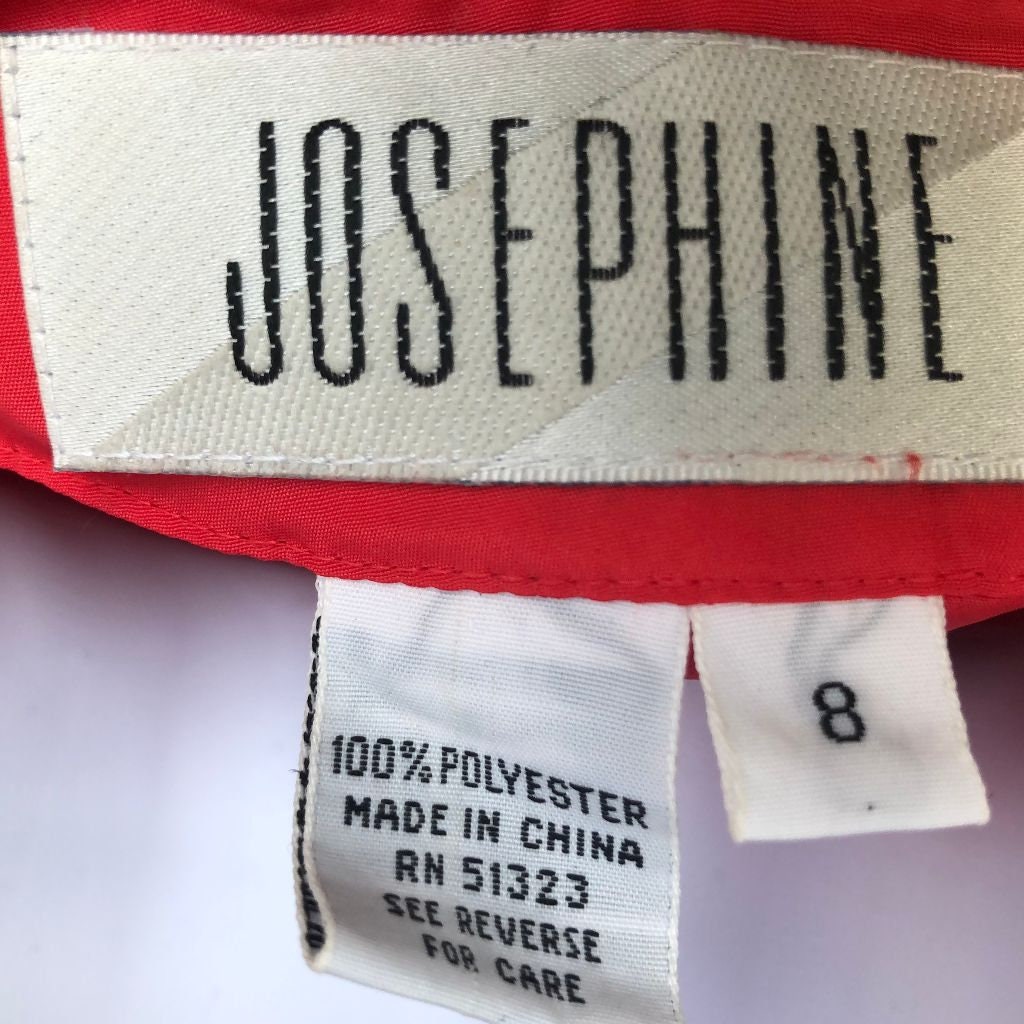 JOSEPHINE
100% POLYESTER
MADE IN CHINA
RN 51323
SEE REVERSE
FOR CARE
8